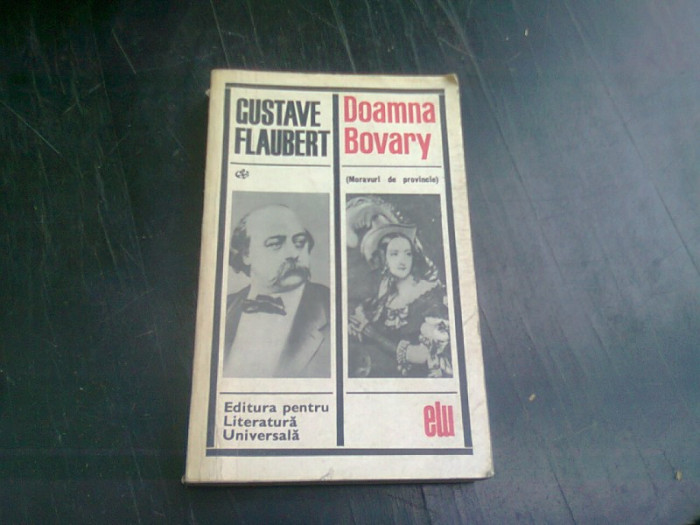 GUSTAVE
FLAUBERT
Doamna
Bovary
(Moravuri de provincie)
Editura pentru
Literatură
Universală
elu